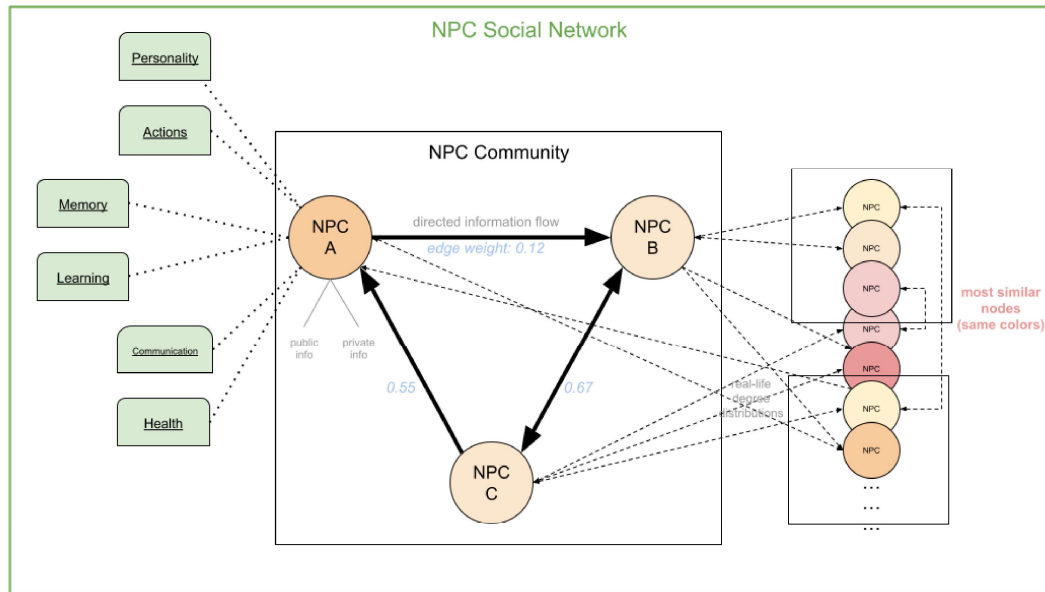 NPC Social Network
Personality
Actions
Memory
Learning
Communication
Health
NPC Community
NPC
A
directed information flow
edge weight: 0.12
NPC
B
public
info
private
info
0.55
0.67
NPC
C
real-life
degree
distributions
NPC
NPC
NPC
NPC
NPC
NPC
NPC
...
...
...
most similar
nodes
(same colors)